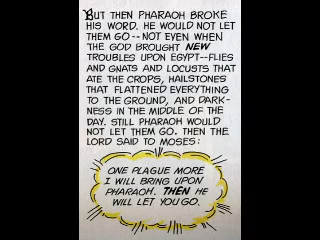 BUT THEN PHARAOH BROKE
HIS WORD. HE WOULD NOT LET
THEM GO--NOT EVEN WHEN
THE GOD BROUGHT NEW
TROUBLES UPON EGYPT--FLIES
AND GNATS AND LOCUSTS THAT
ATE THE CROPS, HAILSTONES
THAT FLATTENED EVERYTHING
TO THE GROUND, AND DARK-
NESS IN THE MIDDLE OF THE
DAY. STILL PHARAOH WOULD
NOT LET THEM GO. THEN THE
LORD SAID TO MOSES:
ONE PLAGUE MORE
I WILL BRING UPON
PHARAOH. THEN HE
WILL LET YOU GO.